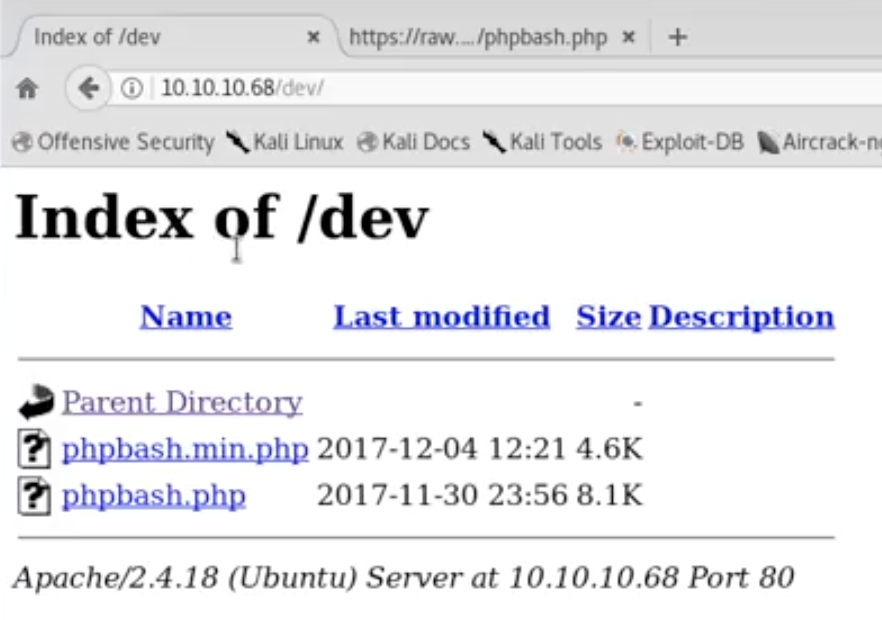 Index of /dev × https://raw..../phpbash.php × +
10.10.10.68/dev/
Offensive Security Kali Linux Kali Docs Kali Tools Exploit-DB Aircrack-n
Index of /dev
Name Last modified Size Description
Parent Directory -
phpbash.min.php 2017-12-04 12:21 4.6K
phpbash.php 2017-11-30 23:56 8.1K
Apache/2.4.18 (Ubuntu) Server at 10.10.10.68 Port 80